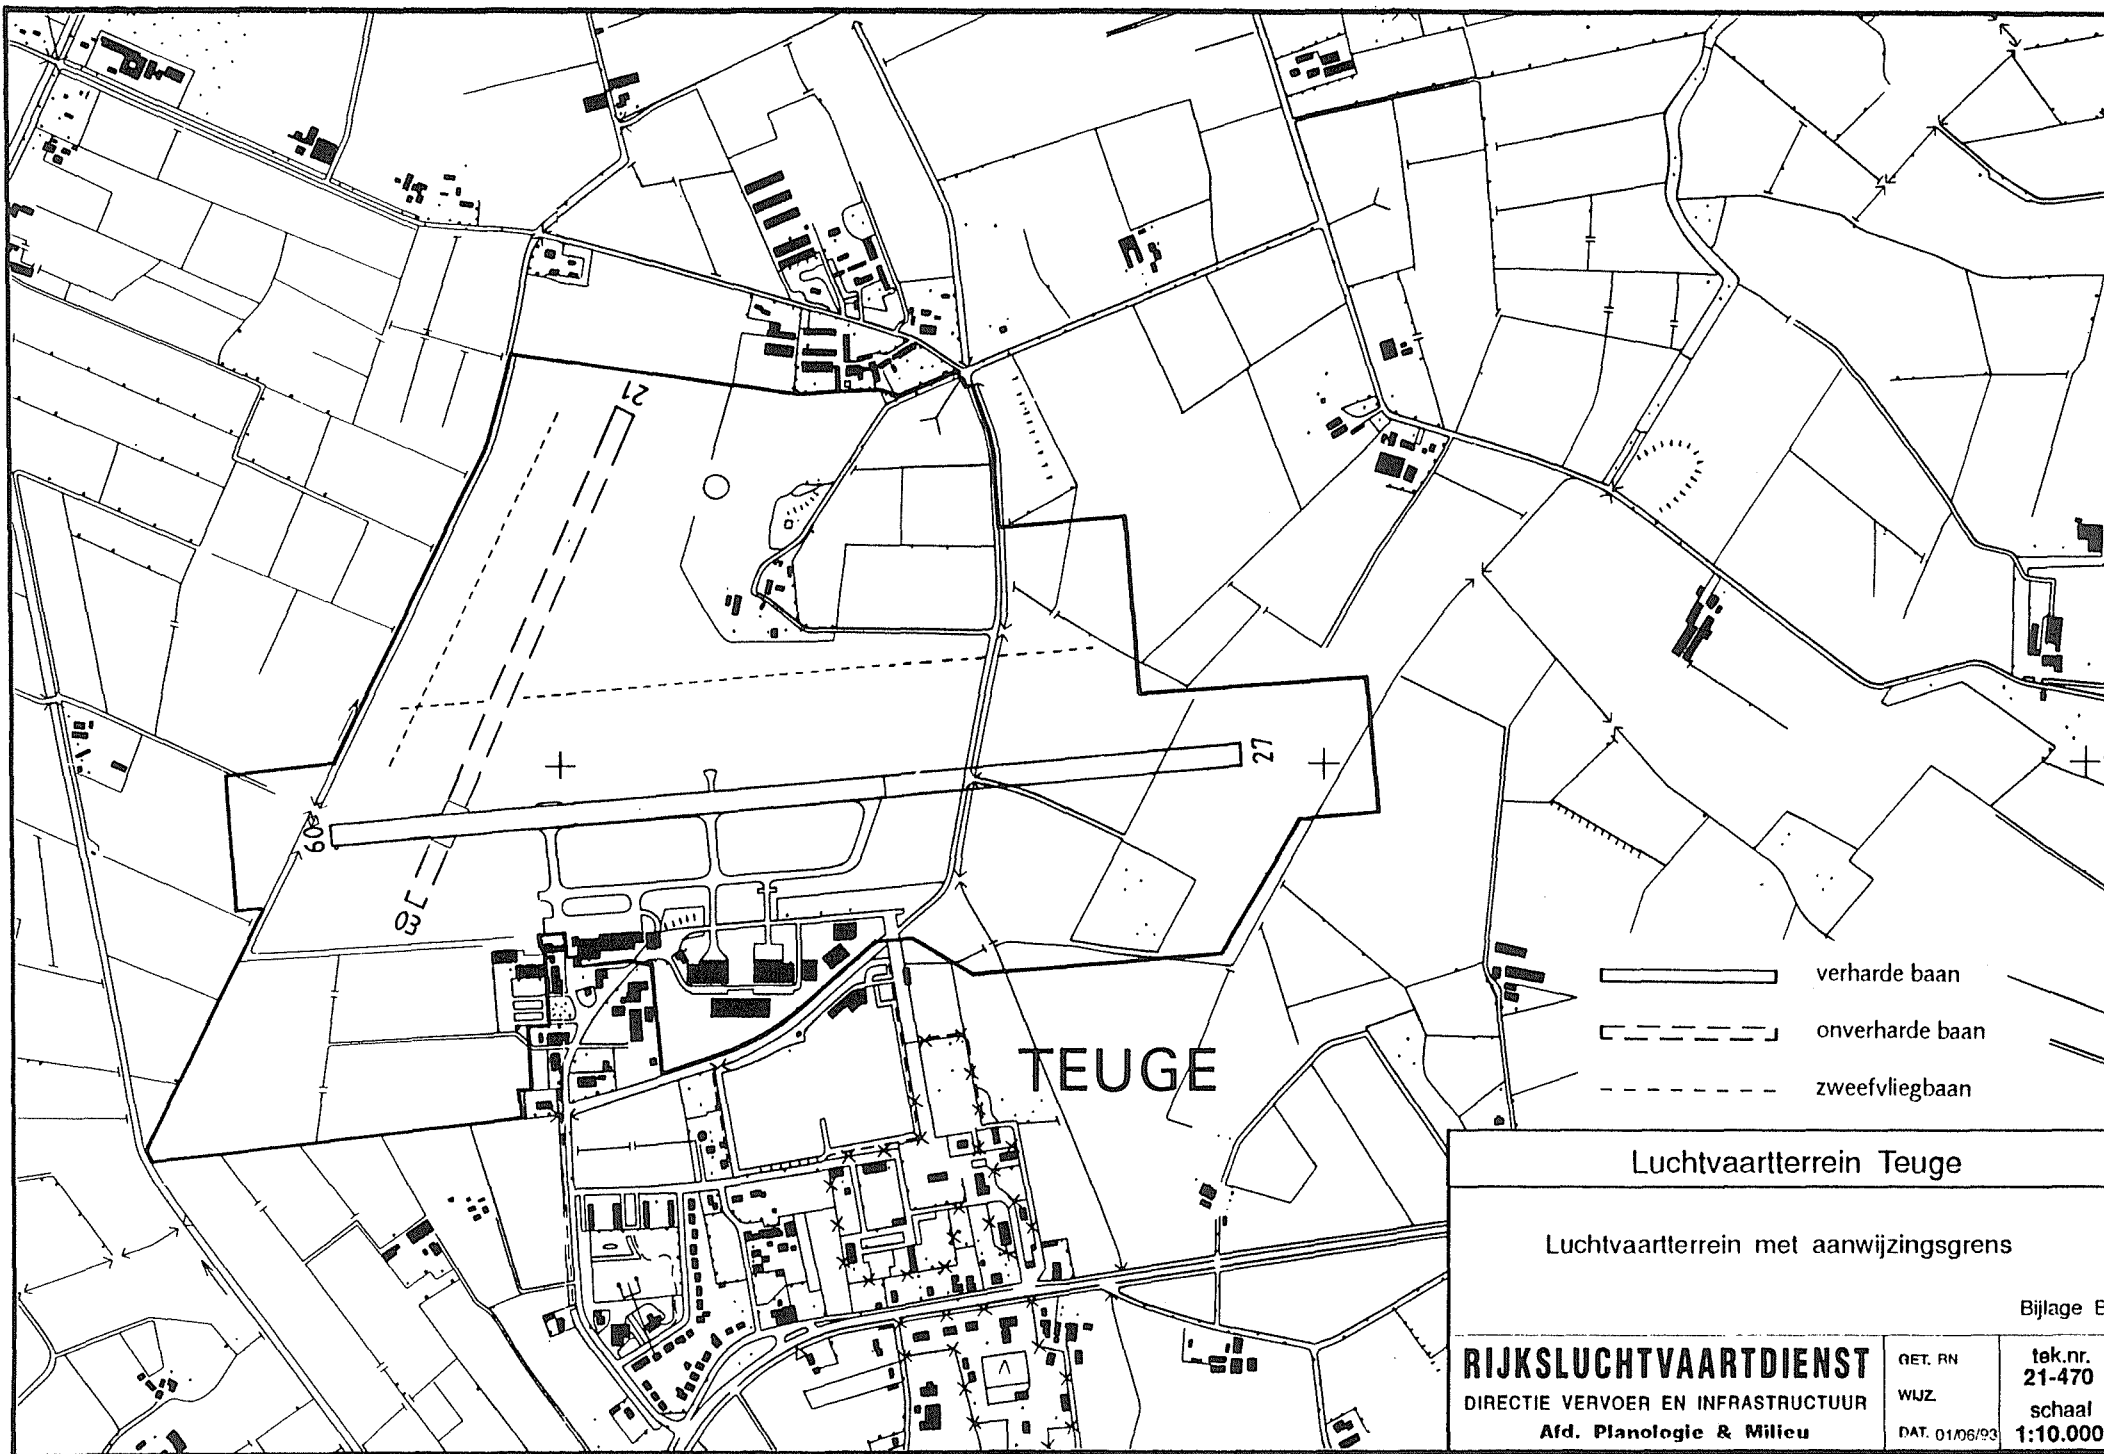 21
27
09
03
TEUGE
verharde baan
onverharde baan
zweefvliegbaan
Luchtvaartterrein Teuge
Luchtvaartterrein met aanwijzingsgrens
Bijlage B
RIJKSLUCHTVAARTDIENST
DIRECTIE VERVOER EN INFRASTRUCTUUR
Afd. Planologie & Milieu
GET. RN
WIJZ.
DAT. 01/06/93
tek.nr.
21-470
schaal
1:10.000